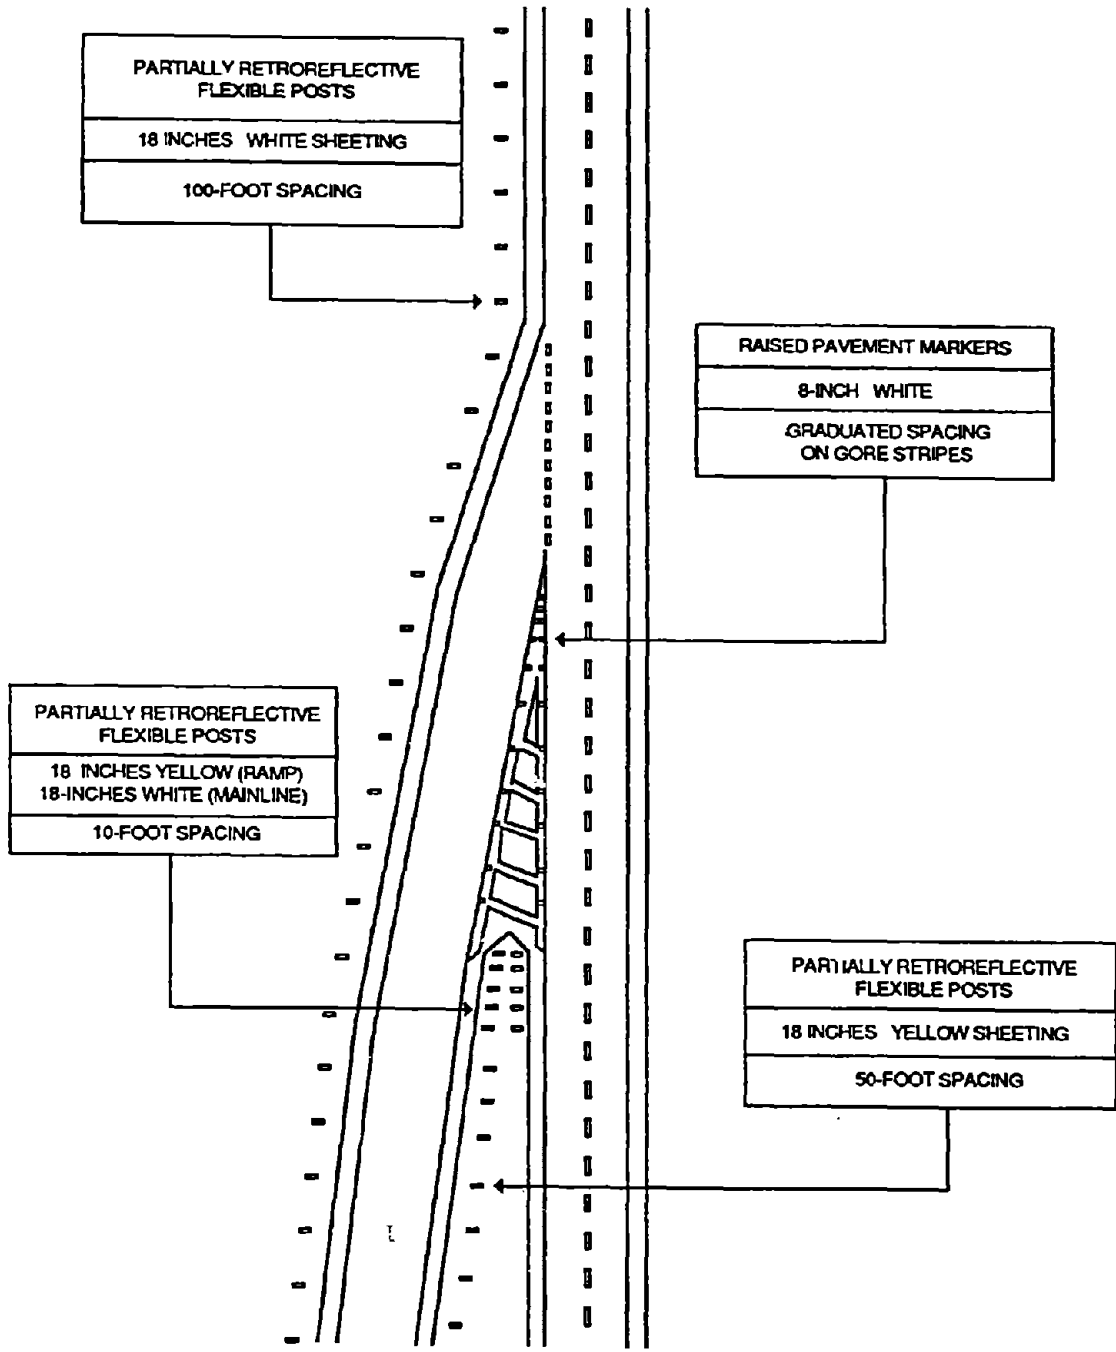 PARTIALLY RETROREFLECTIVE
FLEXIBLE POSTS
18 INCHES WHITE SHEETING
100-FOOT SPACING
RAISED PAVEMENT MARKERS
8-INCH WHITE
GRADUATED SPACING
ON GORE STRIPES
PARTIALLY RETROREFLECTIVE
FLEXIBLE POSTS
18 INCHES YELLOW (RAMP)
18-INCHES WHITE (MAINLINE)
10-FOOT SPACING
PARTIALLY RETROREFLECTIVE
FLEXIBLE POSTS
18 INCHES YELLOW SHEETING
50-FOOT SPACING